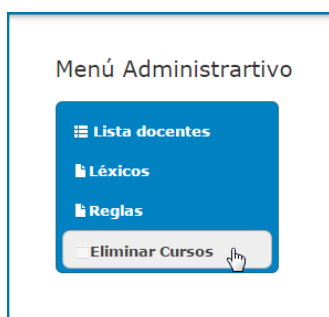 Menú Administrartivo
Lista docentes
Léxicos
Reglas
Eliminar Cursos